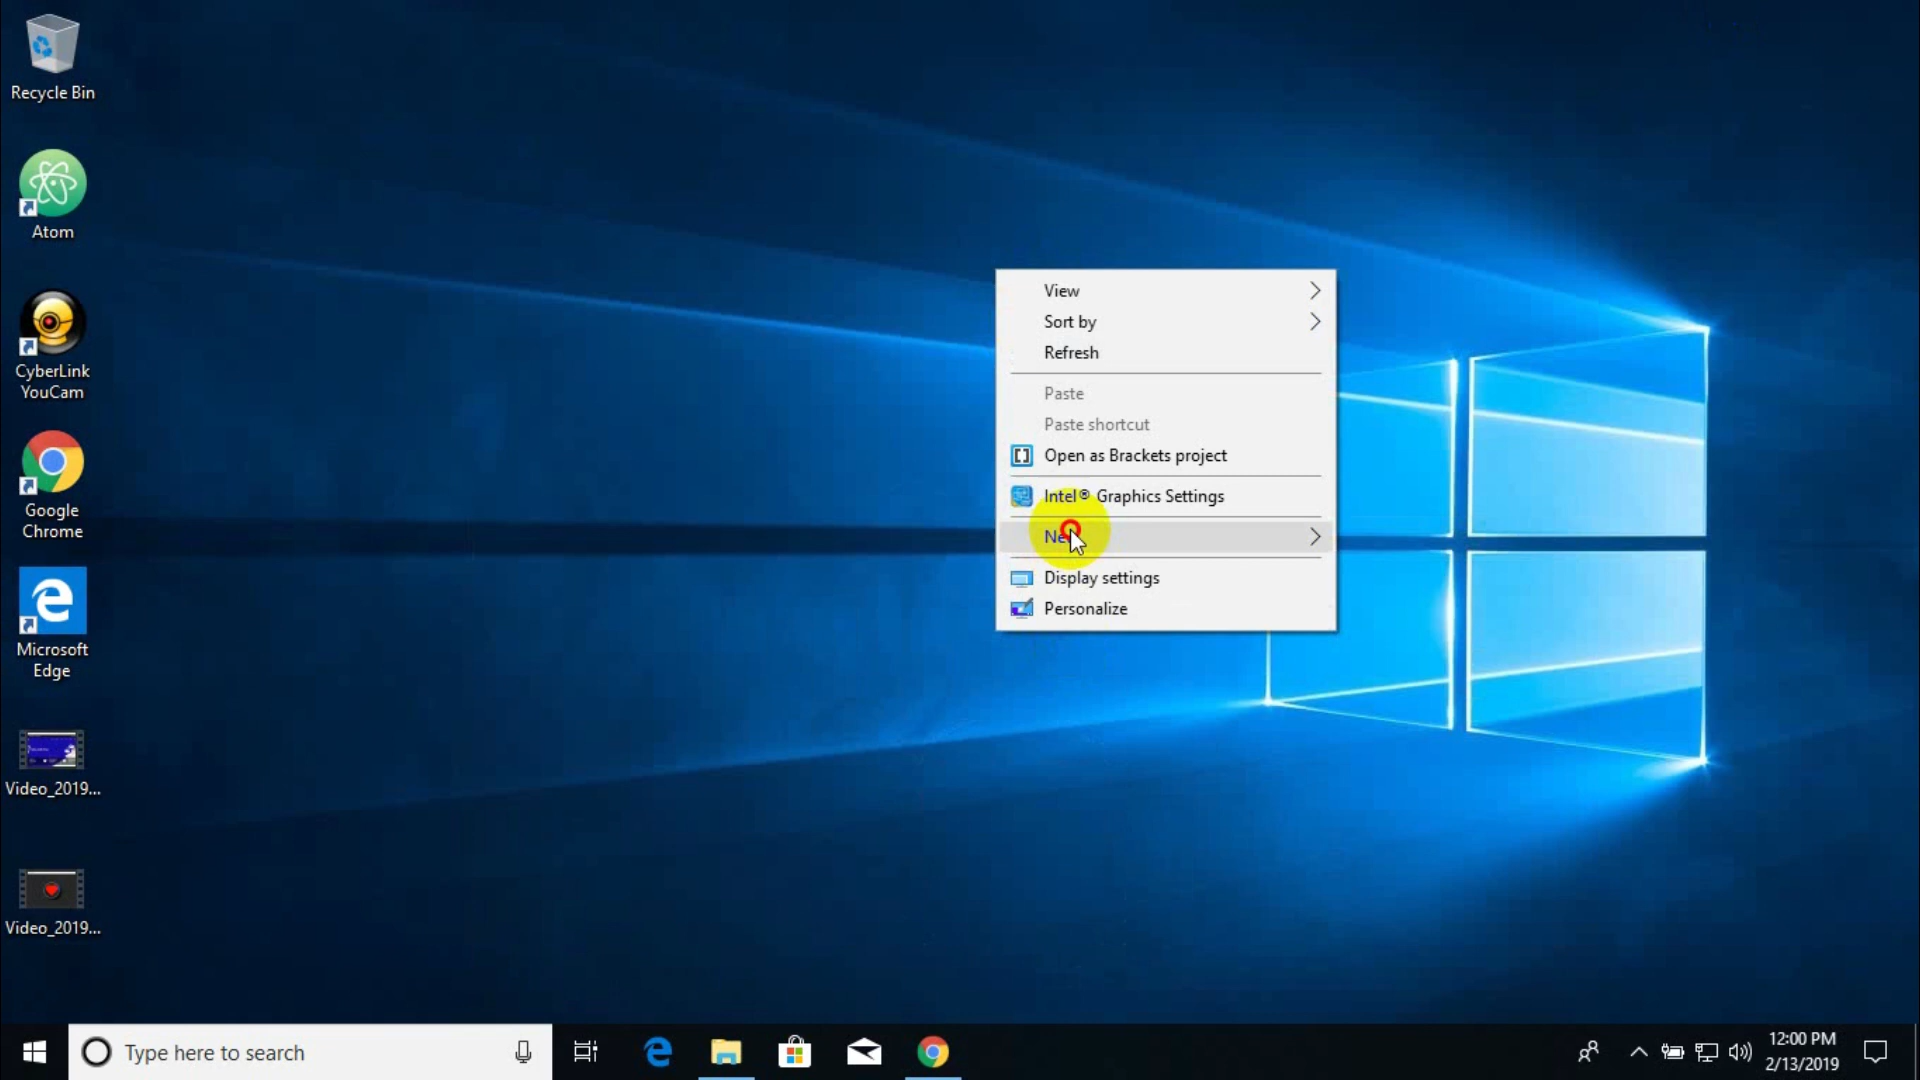 Recycle Bin
Atom
CyberLink
YouCam
Google
Chrome
Microsoft
Edge
Video_2019...
Video_2019...
View
Sort by
Refresh
Paste
Paste shortcut
Open as Brackets project
Intel® Graphics Settings
Display settings
Personalize
Type here to search
12:00 PM
2/13/2019